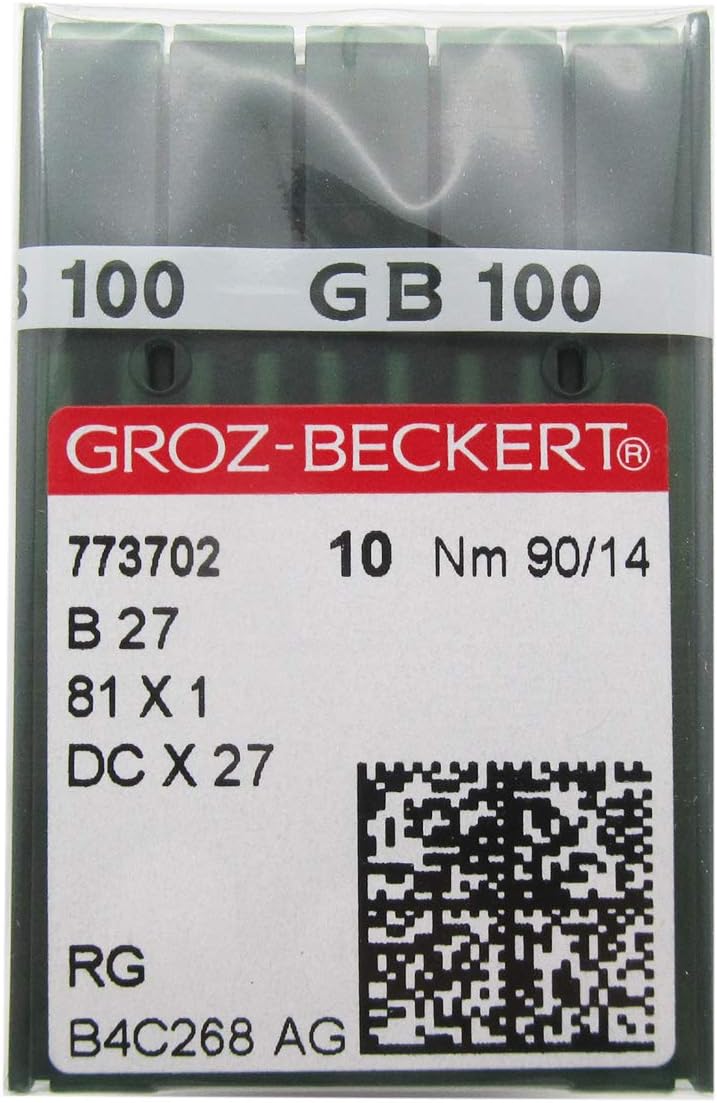 100 GB 100
GROZ-BECKERT®
773702 10 Nm 90/14
B 27
81 X 1
DC X 27
RG
B4C268 AG